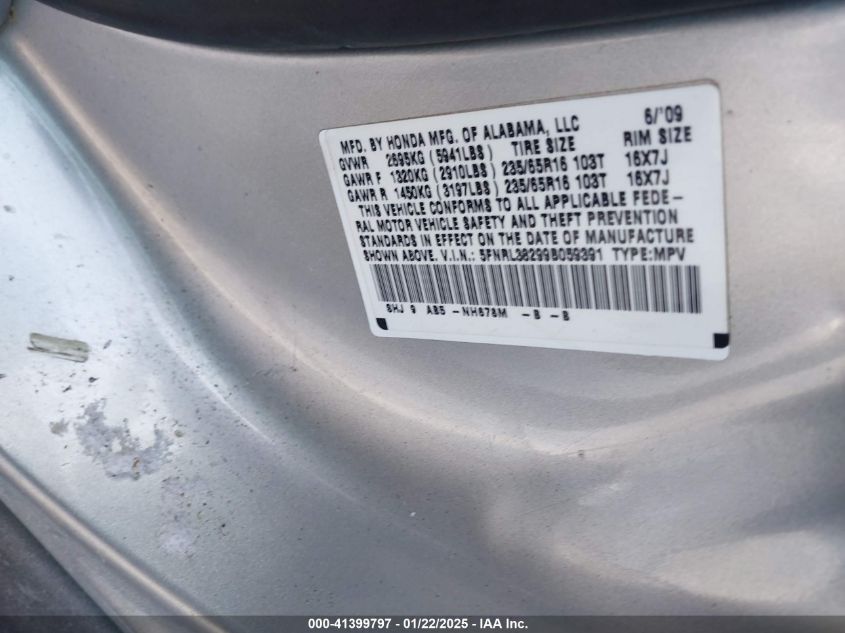 MFD. BY HONDA MFG. OF ALABAMA, LLC 6/'09
GVWR 2695KG (5941LBS) TIRE SIZE RIM SIZE
GAWR F 1320KG (2910LBS) 235/65R16 103T 16X7J
GAWR R 1450KG (3197LBS) 235/65R16 103T 16X7J
THIS VEHICLE CONFORMS TO ALL APPLICABLE FEDE-
RAL MOTOR VEHICLE SAFETY AND THEFT PREVENTION
STANDARDS IN EFFECT ON THE DATE OF MANUFACTURE
SHOWN ABOVE. V.I.N.: 5FNRL38299B059391 TYPE:MPV
SHJ 9 AB5 -NH678M -B -B
000-41399797 - 01/22/2025 - IAA Inc.